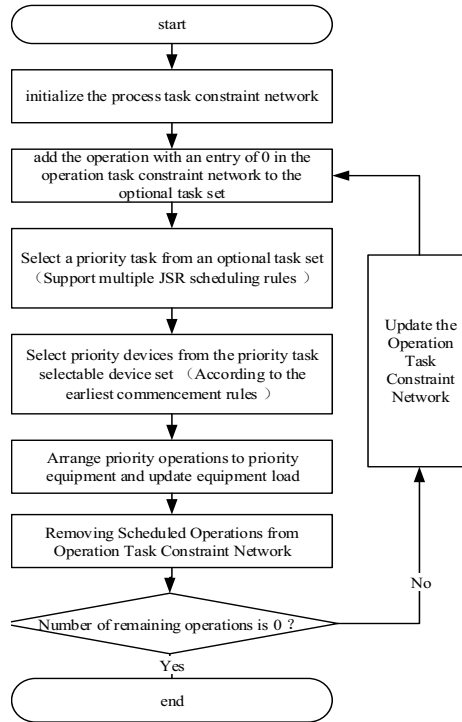 start
initialize the process task constraint network
add the operation with an entry of 0 in the
operation task constraint network to the
optional task set
Select a priority task from an optional task set
（Support multiple JSR scheduling rules ）
Select priority devices from the priority task
selectable device set （According to the
earliest commencement rules ）
Arrange priority operations to priority
equipment and update equipment load
Removing Scheduled Operations from
Operation Task Constraint Network
Number of remaining operations is 0 ？
Yes
end
No
Update the
Operation
Task
Constraint
Network